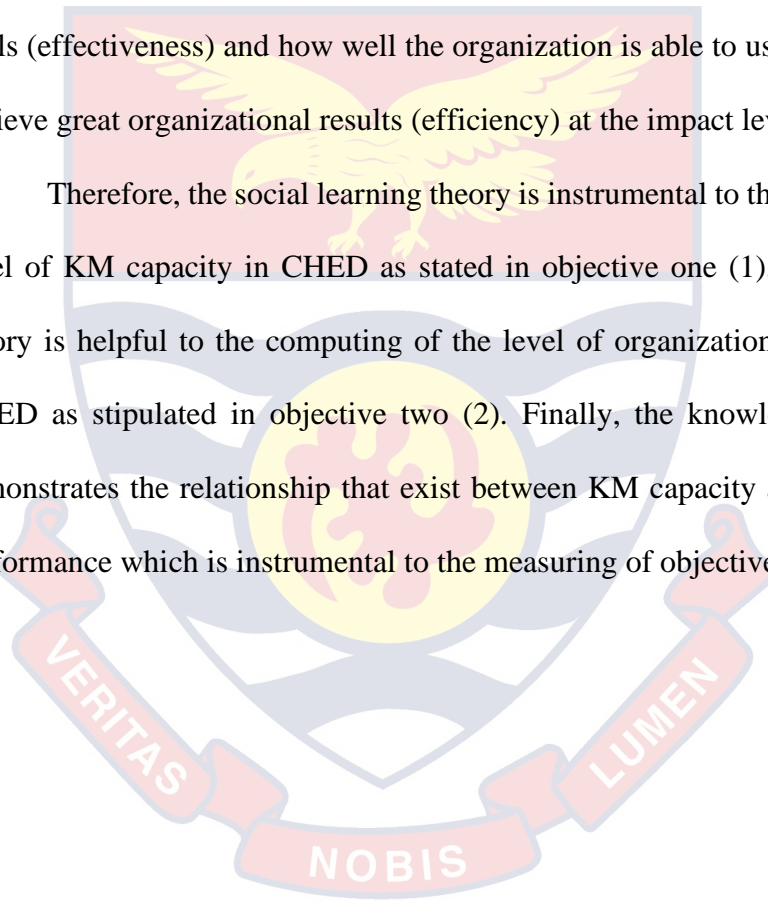 ls (effectiveness) and how well the organization is able to us
ieve great organizational results (efficiency) at the impact lev
Therefore, the social learning theory is instrumental to th
el of KM capacity in CHED as stated in objective one (1)
ory is helpful to the computing of the level of organization
ED as stipulated in objective two (2). Finally, the knowl
nonstrates the relationship that exist between KM capacity
formance which is instrumental to the measuring of objective
VERITAS
NOBIS
LUMEN